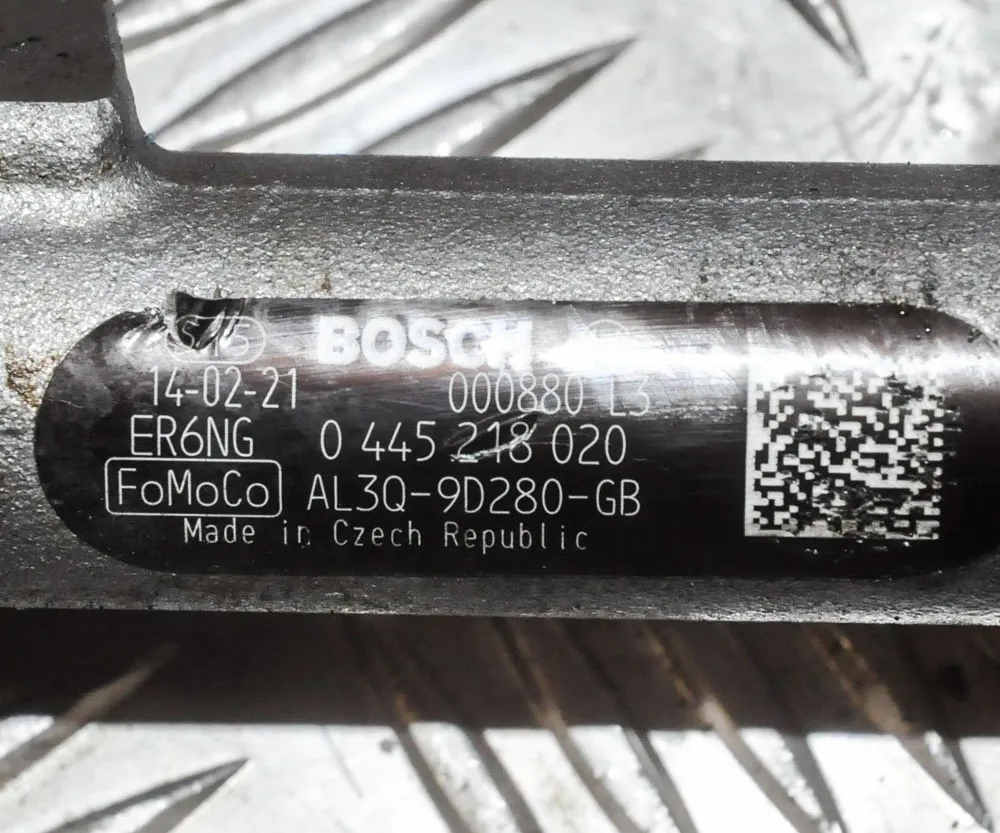 BOSCH
14-02-21 000880 L3
ER6NG 0 445 218 020
FoMoCo AL3Q-9D280-GB
Made in Czech Republic